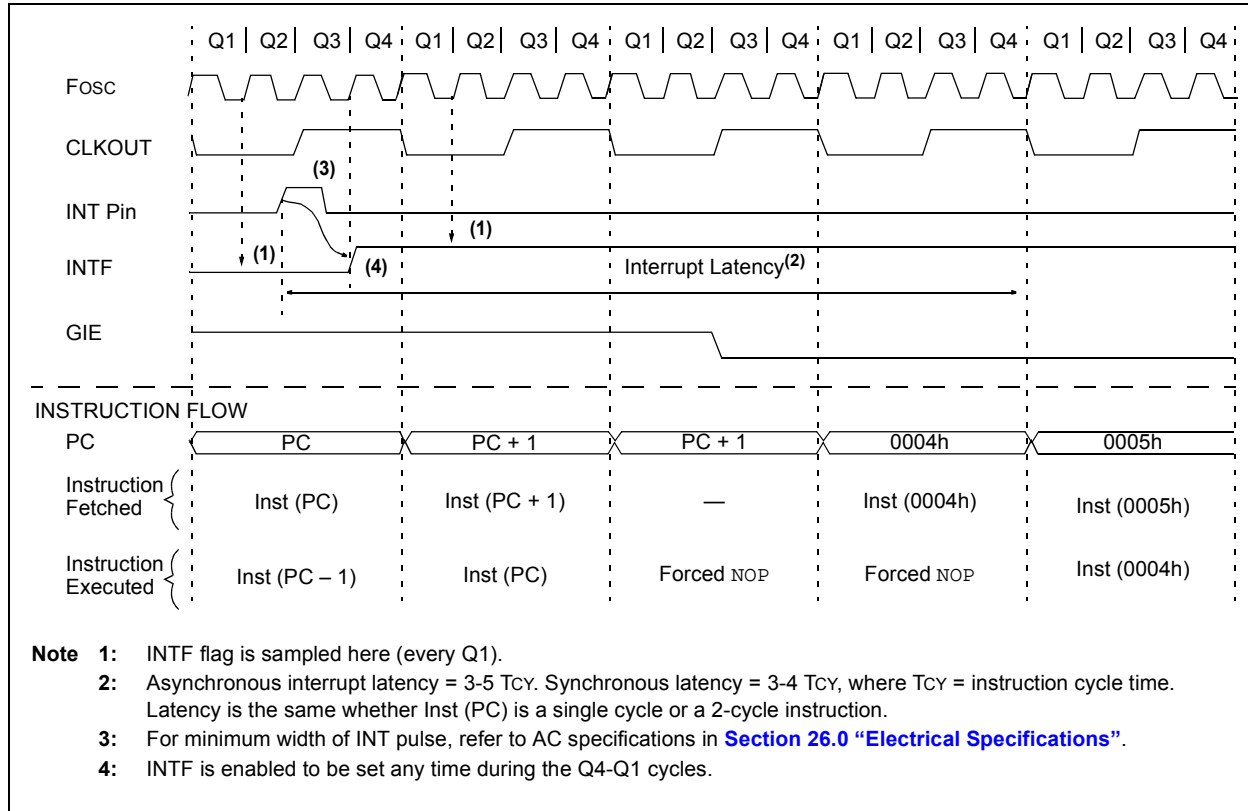 Q1 Q2 Q3 Q4 Q1 Q2 Q3 Q4 Q1 Q2 Q3 Q4 Q1 Q2 Q3 Q4 Q1 Q2 Q3 Q4
FOSC
CLKOUT
(3)
INT Pin
(1)
(1)
INTF
(4)
Interrupt Latency(2)
GIE
INSTRUCTION FLOW
PC PC PC + 1 PC + 1 0004h 0005h
Instruction
Fetched
Inst (PC) Inst (PC + 1) — Inst (0004h) Inst (0005h)
Instruction
Executed
Inst (PC – 1) Inst (PC) Forced NOP Forced NOP Inst (0004h)
Note 1: INTF flag is sampled here (every Q1).
2: Asynchronous interrupt latency = 3-5 TCY. Synchronous latency = 3-4 TCY, where TCY = instruction cycle time.
Latency is the same whether Inst (PC) is a single cycle or a 2-cycle instruction.
3: For minimum width of INT pulse, refer to AC specifications in Section 26.0 “Electrical Specifications”.
4: INTF is enabled to be set any time during the Q4-Q1 cycles.